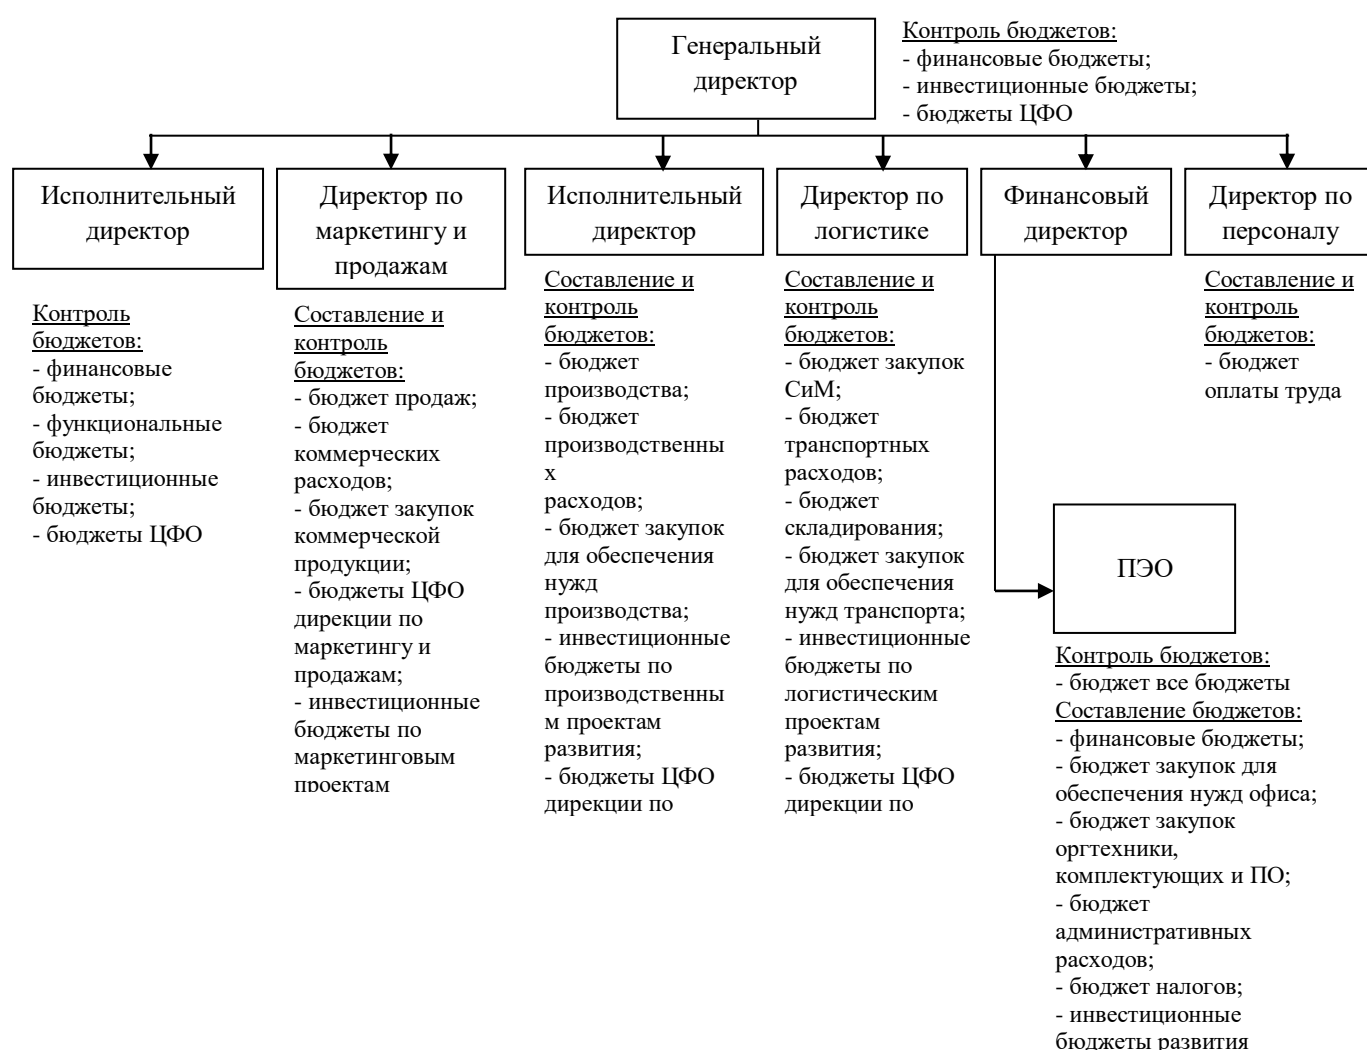 Генеральный
директор
Контроль бюджетов:
- финансовые бюджеты;
- инвестиционные бюджеты;
- бюджеты ЦФО
Исполнительный
директор
Контроль
бюджетов:
- финансовые
бюджеты;
- функциональные
бюджеты;
- инвестиционные
бюджеты;
- бюджеты ЦФО
Директор по
маркетингу и
продажам
Составление и
контроль
бюджетов:
- бюджет продаж;
- бюджет
коммерческих
расходов;
- бюджет закупок
коммерческой
продукции;
- бюджеты ЦФО
дирекции по
маркетингу и
продажам;
- инвестиционные
бюджеты по
маркетинговым
проектам
Исполнительный
директор
Составление и
контроль
бюджетов:
- бюджет
производства;
- бюджет
производственны
х
расходов;
- бюджет закупок
для обеспечения
нужд
производства;
- инвестиционные
бюджеты по
производственны
м проектам
развития;
- бюджеты ЦФО
дирекции по
Директор по
логистике
Составление и
контроль
бюджетов:
- бюджет закупок
СиМ;
- бюджет
транспортных
расходов;
- бюджет
складирования;
- бюджет закупок
для обеспечения
нужд транспорта;
- инвестиционные
бюджеты по
логистическим
проектам
развития;
- бюджеты ЦФО
дирекции по
Финансовый
директор
ПЭО
Контроль бюджетов:
- бюджет все бюджеты
Составление бюджетов:
- финансовые бюджеты;
- бюджет закупок для
обеспечения нужд офиса;
- бюджет закупок
оргтехники,
комплектующих и ПО;
- бюджет
административных
расходов;
- бюджет налогов;
- инвестиционные
бюджеты развития
Директор по
персоналу
Составление и
контроль
бюджетов:
- бюджет
оплаты труда